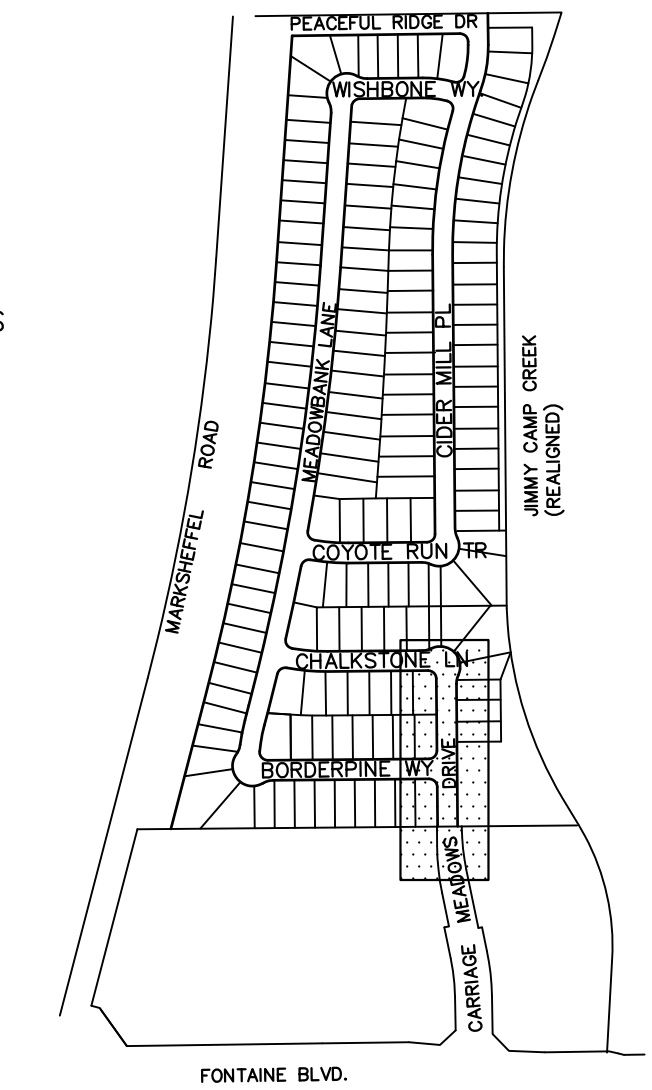 PEACEFUL RIDGE DR
WISHBONE WY.
MEADOWBANK LANE
CIDER MILL PL
JIMMY CAMP CREEK
(REALIGNED)
MARKSHEFFEL ROAD
COYOTE RUN TR
CHALKSTONE LN
BORDERPINE WY
CARRIAGE MEADOWS DRIVE
FONTAINE BLVD.